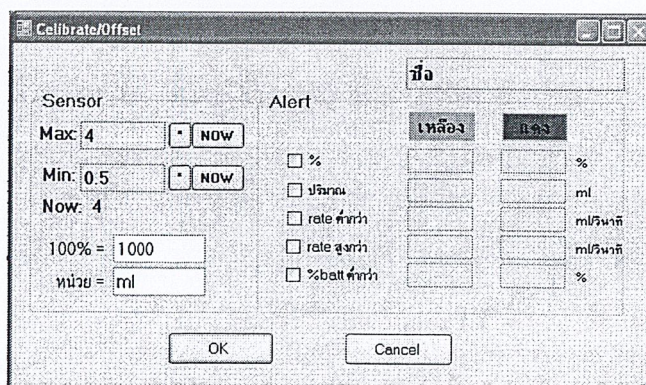 Celibrate/Offset
ชื่อ
Sensor
Max: 4 * NOW
Min: 0.5 * NOW
Now: 4
100% = 1000
หน่วย = ml
Alert
เหลือง แดง
% %
ปริมาณ ml
rate ต่ำกว่า ml/วินาที
rate สูงกว่า ml/วินาที
%batt ต่ำกว่า %
OK Cancel